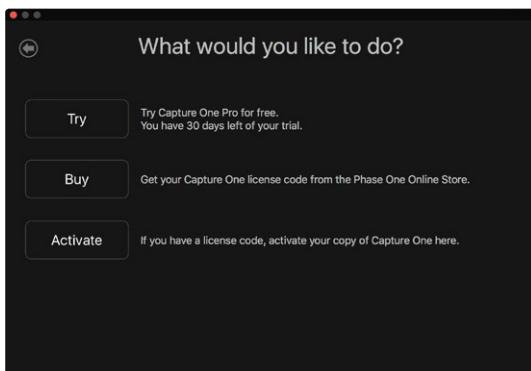 What would you like to do?
Try
Try Capture One Pro for free.
You have 30 days left of your trial.
Buy
Get your Capture One license code from the Phase One Online Store.
Activate
If you have a license code, activate your copy of Capture One here.